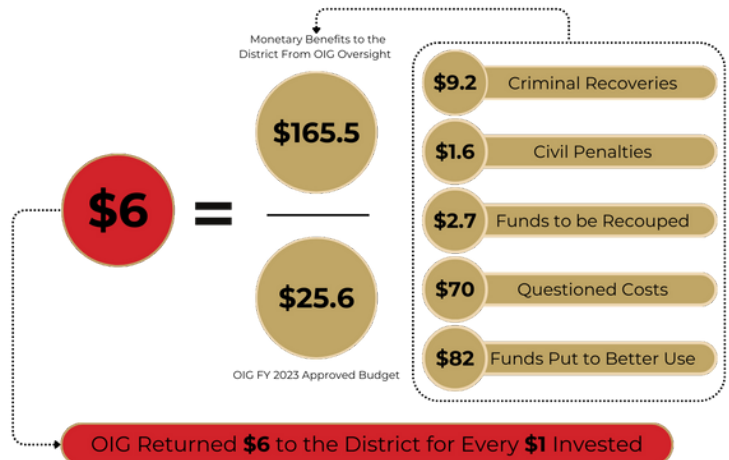 Monetary Benefits to the
District From OIG Oversight
$165.5
$6
=
$25.6
OIG FY 2023 Approved Budget
$9.2 Criminal Recoveries
$1.6 Civil Penalties
$2.7 Funds to be Recouped
$70 Questioned Costs
$82 Funds Put to Better Use
OIG Returned $6 to the District for Every $1 Invested